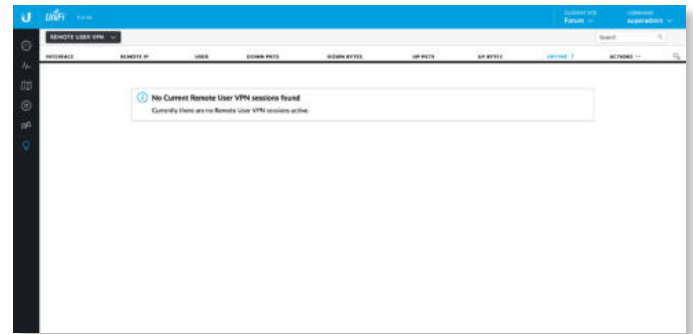 UniFi
CURRENT SITE
Forum
USERNAME
superadmin
REMOTE USER VPN
Search
INTERFACE REMOTE IP USER DOWN PKTS DOWN BYTES UP PKTS UP BYTES UPTIME ACTIONS
No Current Remote User VPN sessions found
Currently there are no Remote User VPN sessions active.